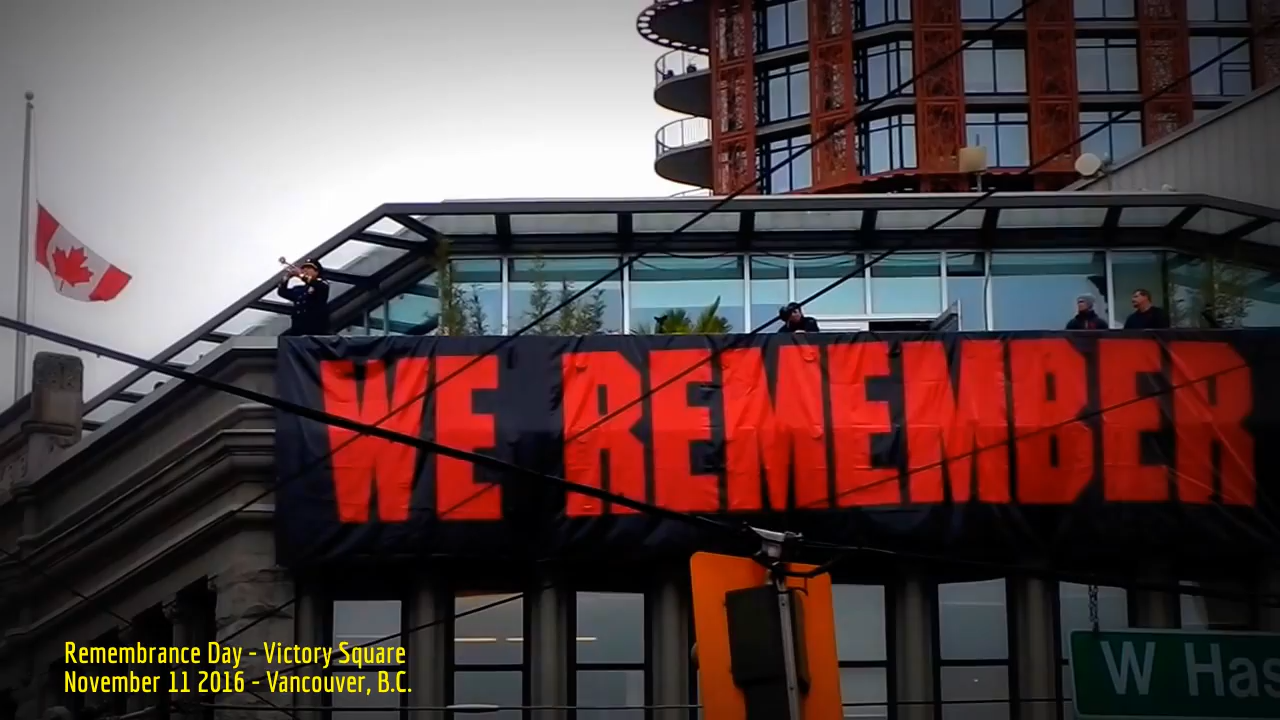 WE REMEMBER
W Has
Remembrance Day - Victory Square
November 11 2016 - Vancouver, B.C.